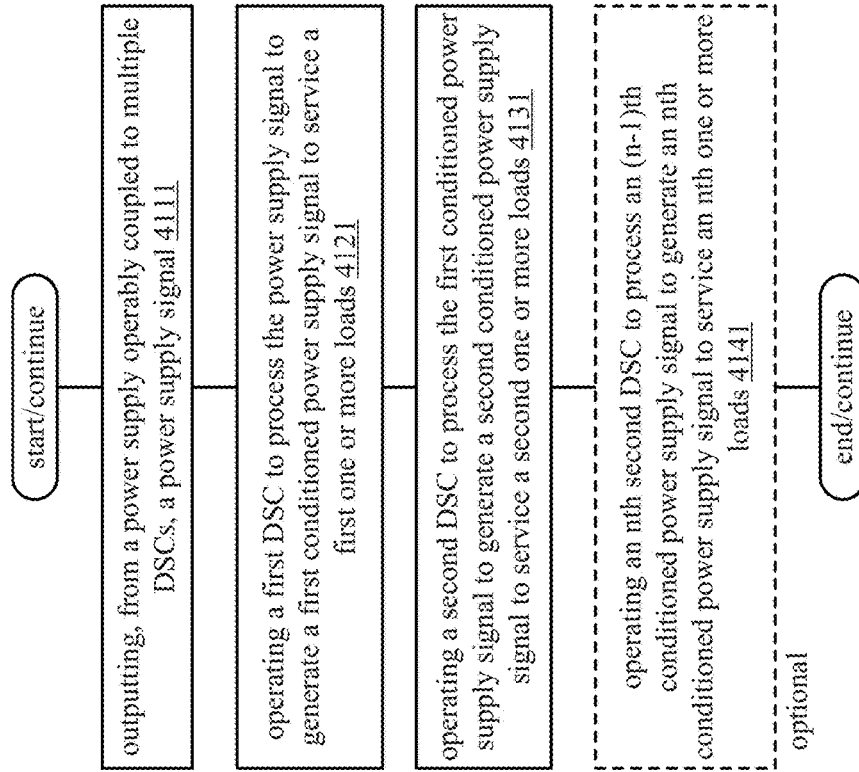 start/continue
outputting, from a power supply operably coupled to multiple
DSCs, a power supply signal 4111
operating a first DSC to process the power supply signal to
generate a first conditioned power supply signal to service a
first one or more loads 4121
operating a second DSC to process the first conditioned power
supply signal to generate a second conditioned power supply
signal to service a second one or more loads 4131
operating an nth second DSC to process an (n-1)th
conditioned power supply signal to generate an nth
conditioned power supply signal to service an nth one or more
loads 4141
optional
end/continue